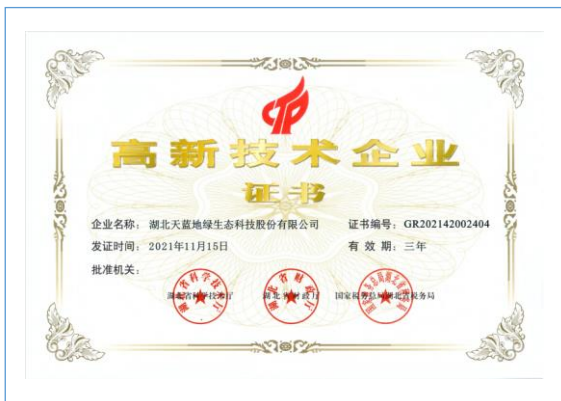 高新技术企业
证书
企业名称: 湖北天蓝地绿生态科技股份有限公司 证书编号: GR202142002404
发证时间: 2021年11月15日 有 效 期: 三年
批准机关:
湖北省科学技术厅 湖北省财政厅 国家税务总局湖北省税务局